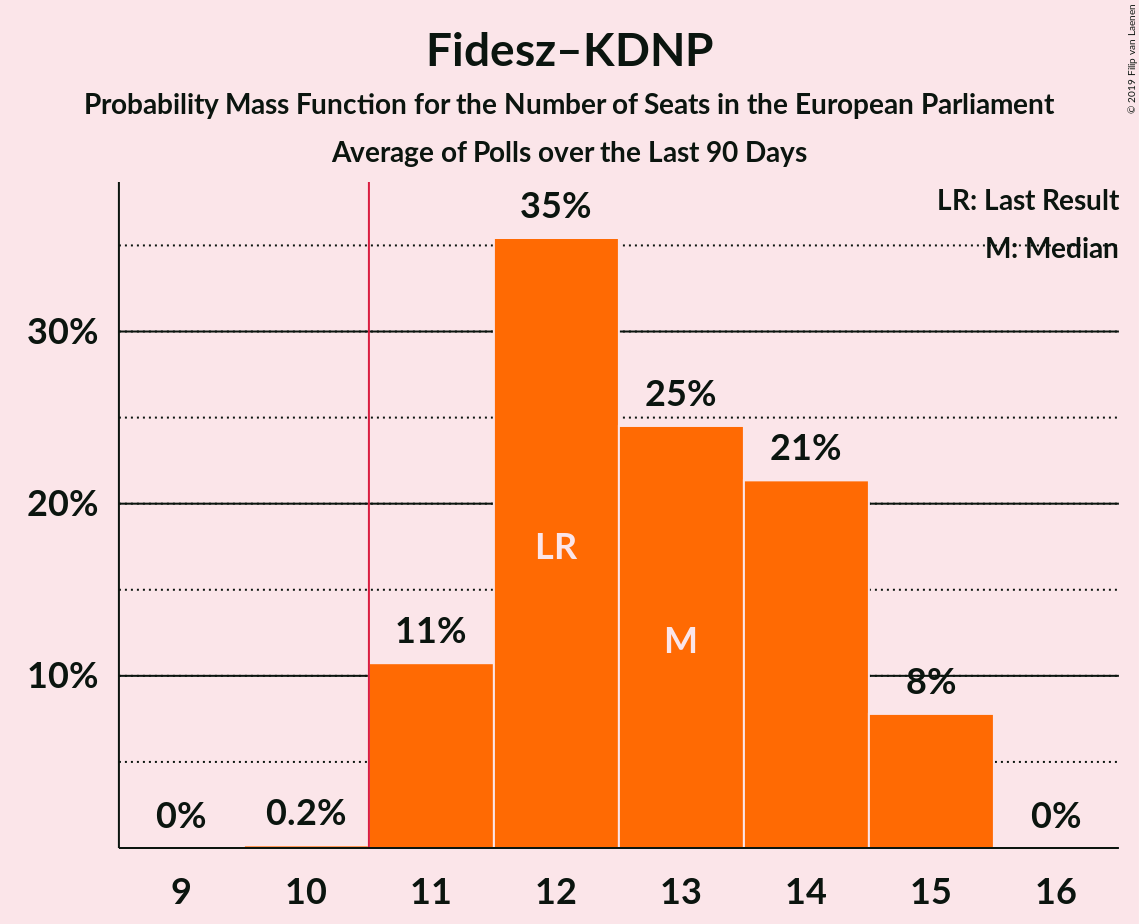 Fidesz–KDNP
Probability Mass Function for the Number of Seats in the European Parliament
Average of Polls over the Last 90 Days
© 2019 Filip van Laenen
LR: Last Result
M: Median
35%
30%
25%
21%
20%
LR
M
11%
10%
8%
0%
0.2%
0%
9 10 11 12 13 14 15 16